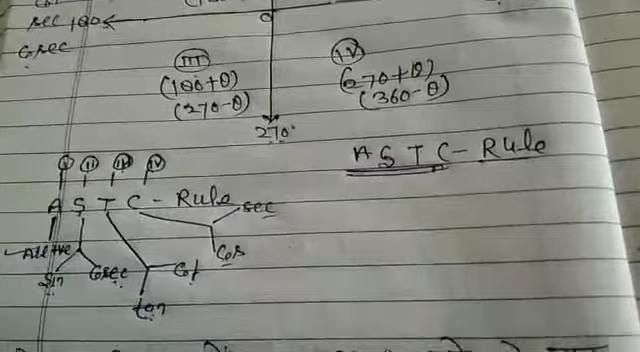 sec 180°
cosec
III
IV
(180+θ)
(270+θ)
(270-θ)
(360-θ)
270°
A S T C - Rule
I II III IV
A S T C - Rule
sec
All +ve
cos
sin
cosec
cot
tan